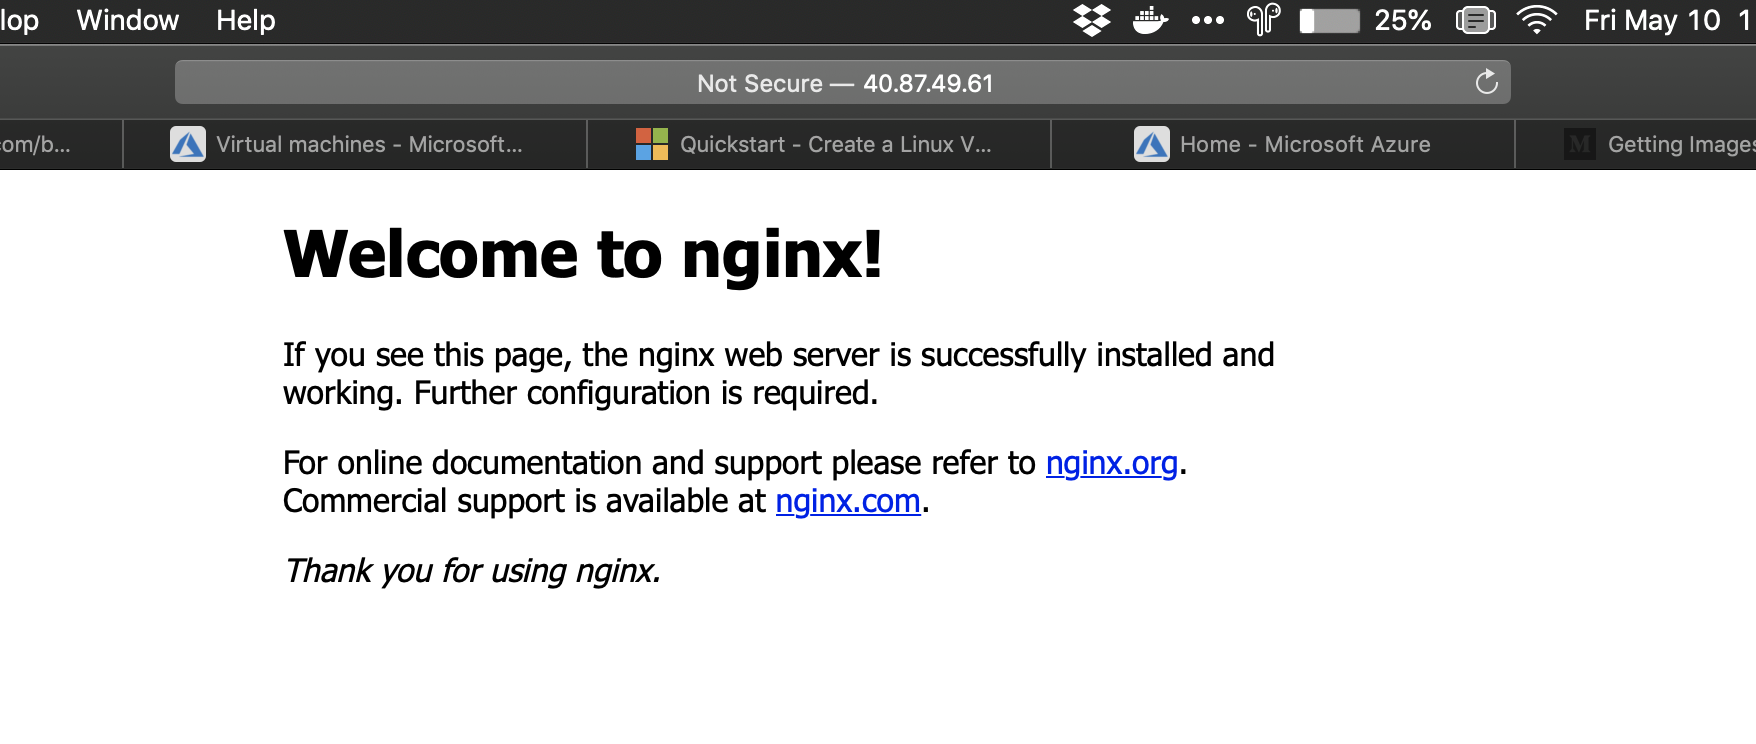 lop Window Help 25% Fri May 10 1
Not Secure — 40.87.49.61
com/b... Virtual machines - Microsoft... Quickstart - Create a Linux V... Home - Microsoft Azure M Getting Images
Welcome to nginx!
If you see this page, the nginx web server is successfully installed and
working. Further configuration is required.
For online documentation and support please refer to nginx.org.
Commercial support is available at nginx.com.
Thank you for using nginx.